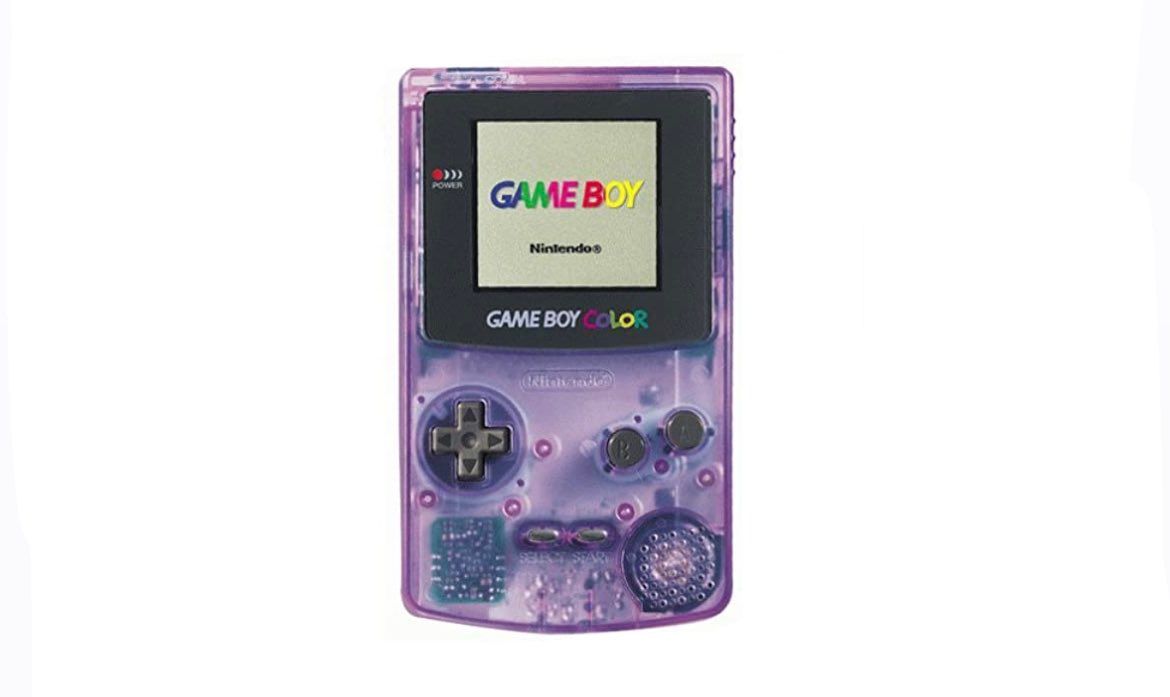 POWER
GAME BOY
Nintendo®
GAME BOY COLOR
Nintendo®
B
A
SELECT START